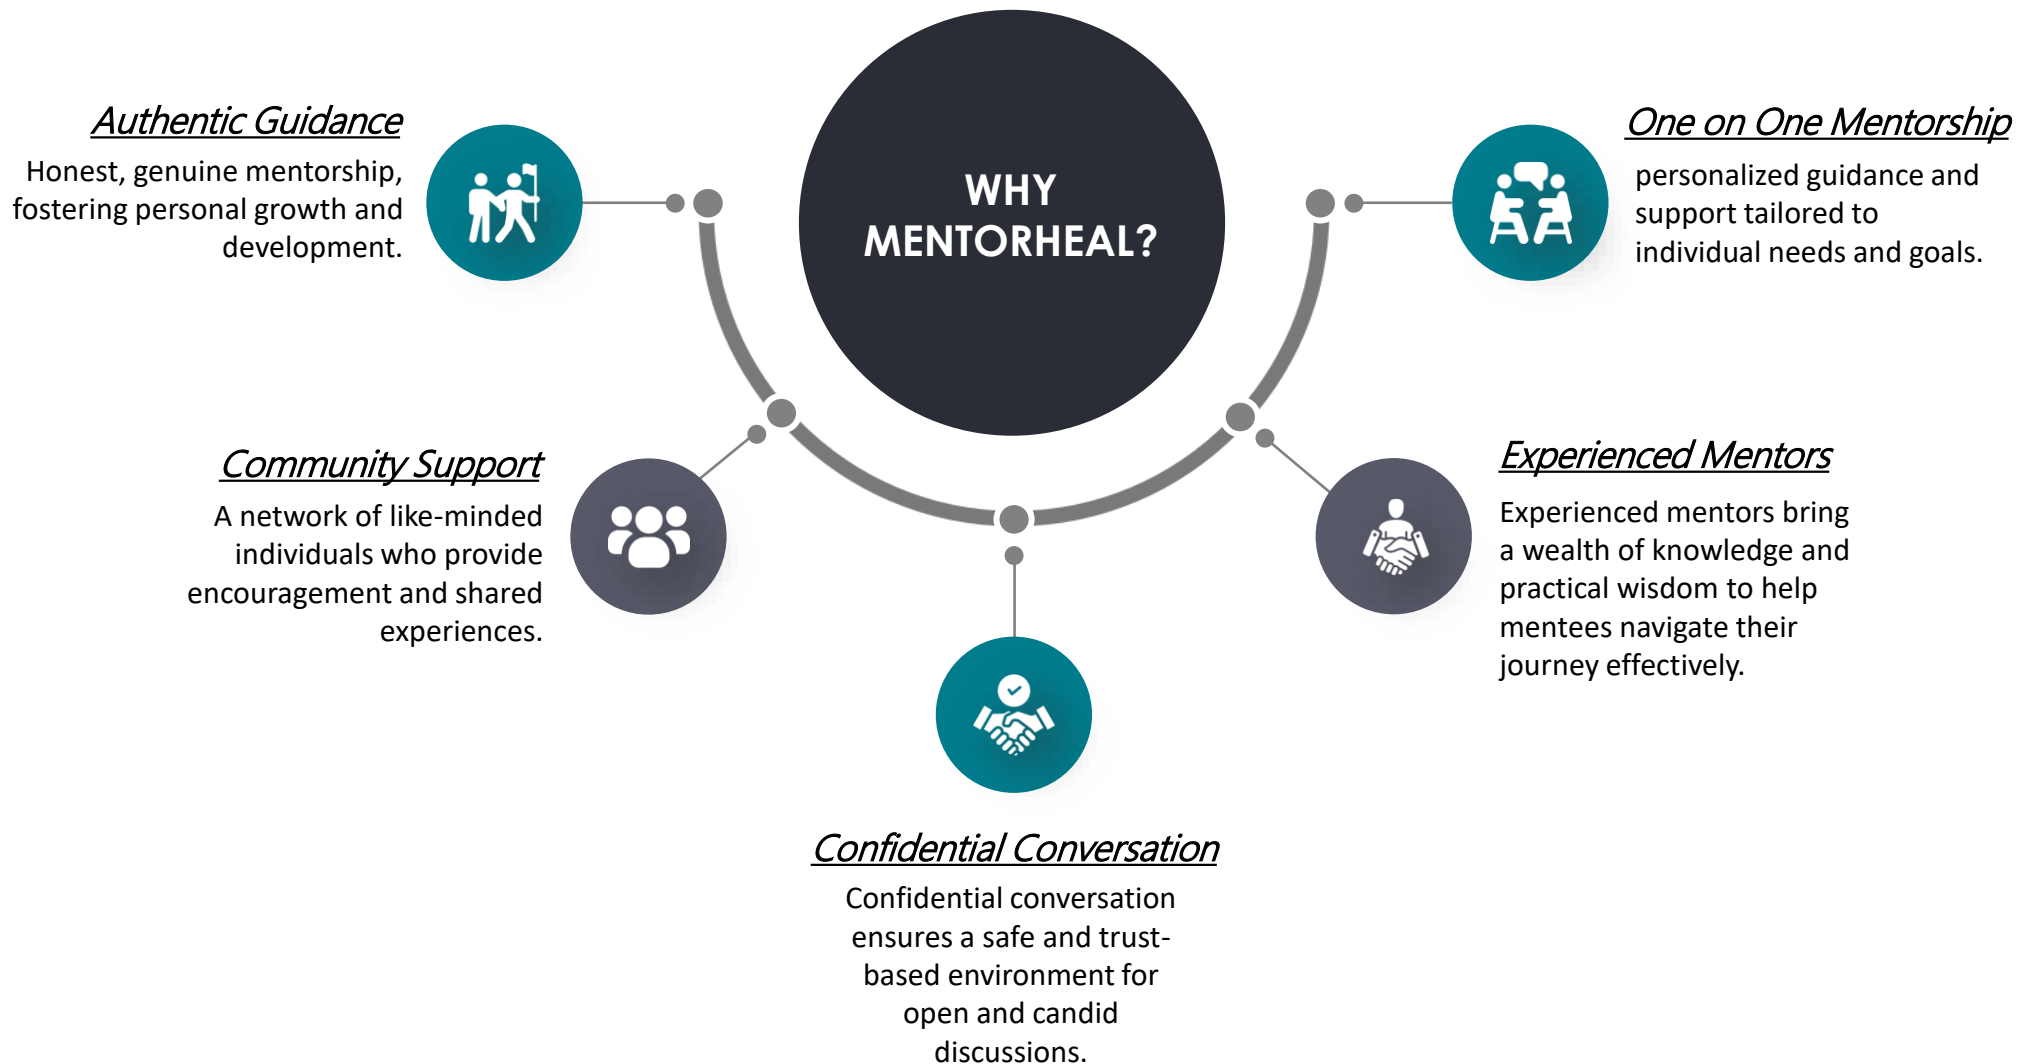 WHY
MENTORHEAL?
Authentic Guidance
Honest, genuine mentorship,
fostering personal growth and
development.
Community Support
A network of like-minded
individuals who provide
encouragement and shared
experiences.
Confidential Conversation
Confidential conversation
ensures a safe and trust-
based environment for
open and candid
discussions.
Experienced Mentors
Experienced mentors bring
a wealth of knowledge and
practical wisdom to help
mentees navigate their
journey effectively.
One on One Mentorship
personalized guidance and
support tailored to
individual needs and goals.